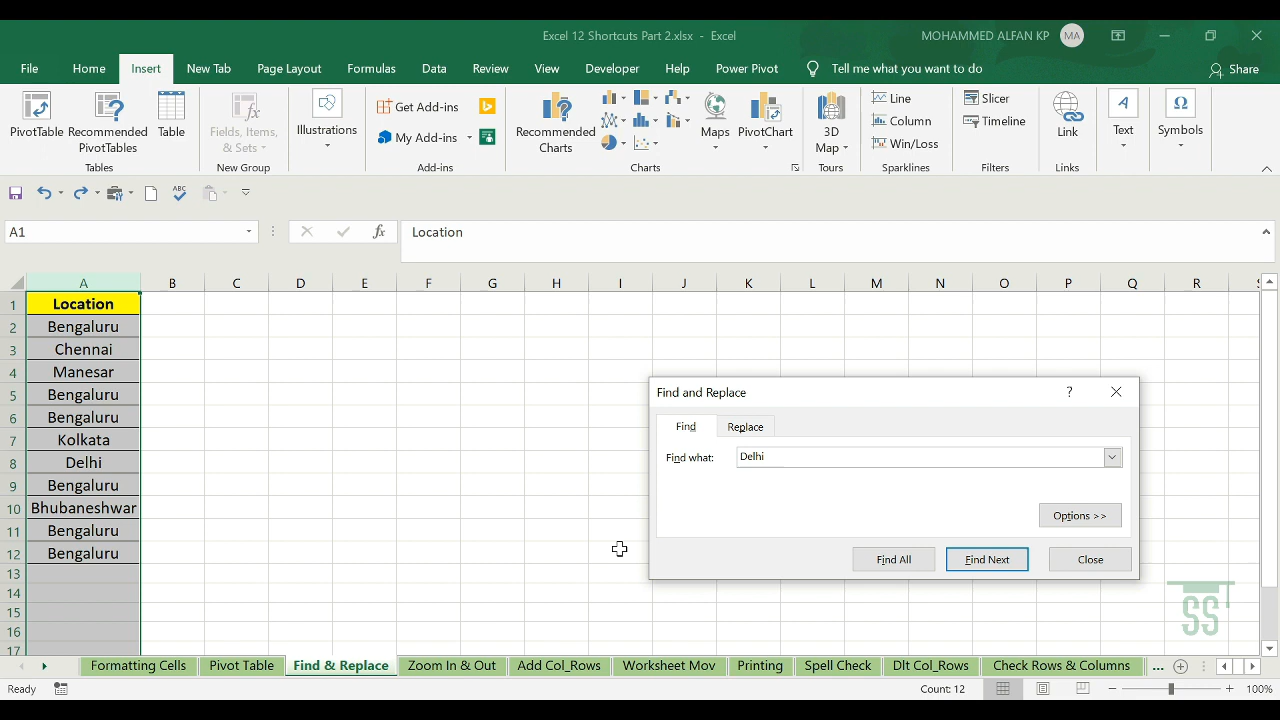 Excel 12 Shortcuts Part 2.xlsx - Excel
MOHAMMED ALFAN KP MA
File Home Insert New Tab Page Layout Formulas Data Review View Developer Help Power Pivot Tell me what you want to do Share
PivotTable
Recommended
PivotTables
Table
Tables
Fields, Items,
& Sets
New Group
Illustrations
Get Add-ins
My Add-ins
Add-ins
Recommended
Charts
Maps
PivotChart
Charts
3D
Map
Tours
Line
Column
Win/Loss
Sparklines
Slicer
Timeline
Filters
Link
Links
A
Text
Ω
Symbols
ABC
A1 fx Location
A B C D E F G H I J K L M N O P Q R
1 Location
2 Bengaluru
3 Chennai
4 Manesar
5 Bengaluru
6 Bengaluru
7 Kolkata
8 Delhi
9 Bengaluru
10 Bhubaneshwar
11 Bengaluru
12 Bengaluru
13
14
15
16
17
Find and Replace ?
Find Replace
Find what: Delhi
Options >>
Find All Find Next Close
SS
Formatting Cells Pivot Table Find & Replace Zoom In & Out Add Col_Rows Worksheet Mov Printing Spell Check Dlt Col_Rows Check Rows & Columns ...
Ready Count: 12 100%